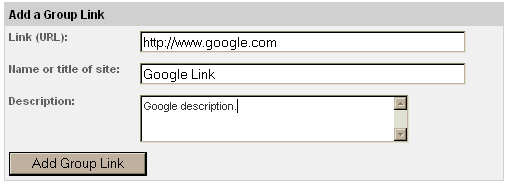 Add a Group Link
Link (URL): http://www.google.com
Name or title of site: Google Link
Description: Google description.
Add Group Link